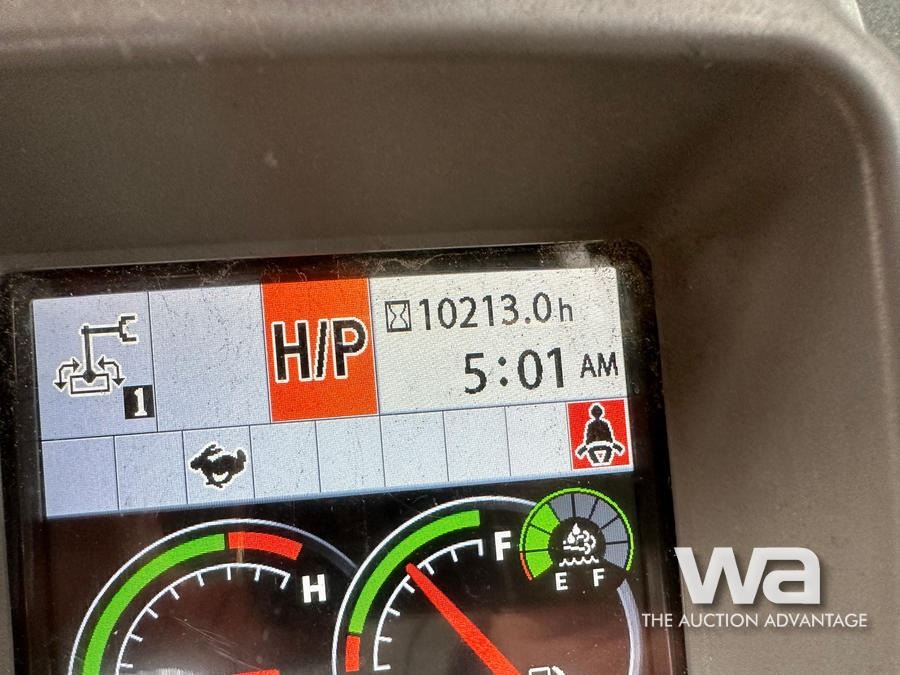 10213.0h
H/P
5:01 AM
1
H
F
E F
wa
THE AUCTION ADVANTAGE